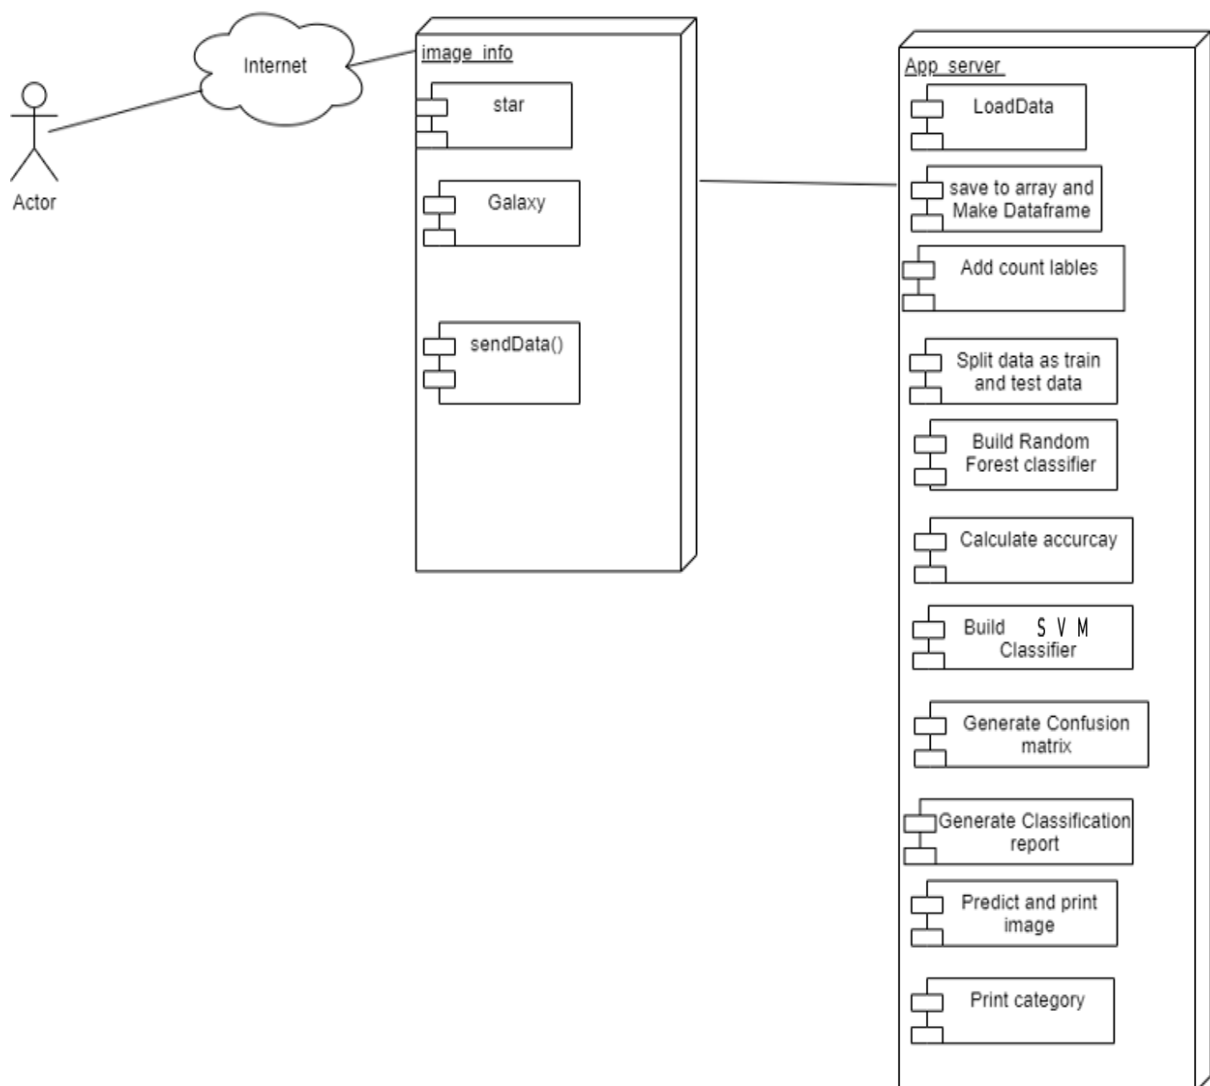 Internet
Actor
image_info
star
Galaxy
sendData()
App_server
LoadData
save to array and
Make Dataframe
Add count lables
Split data as train
and test data
Build Random
Forest classifier
Calculate accurcay
Build SVM
Classifier
Generate Confusion
matrix
Generate Classification
report
Predict and print
image
Print category